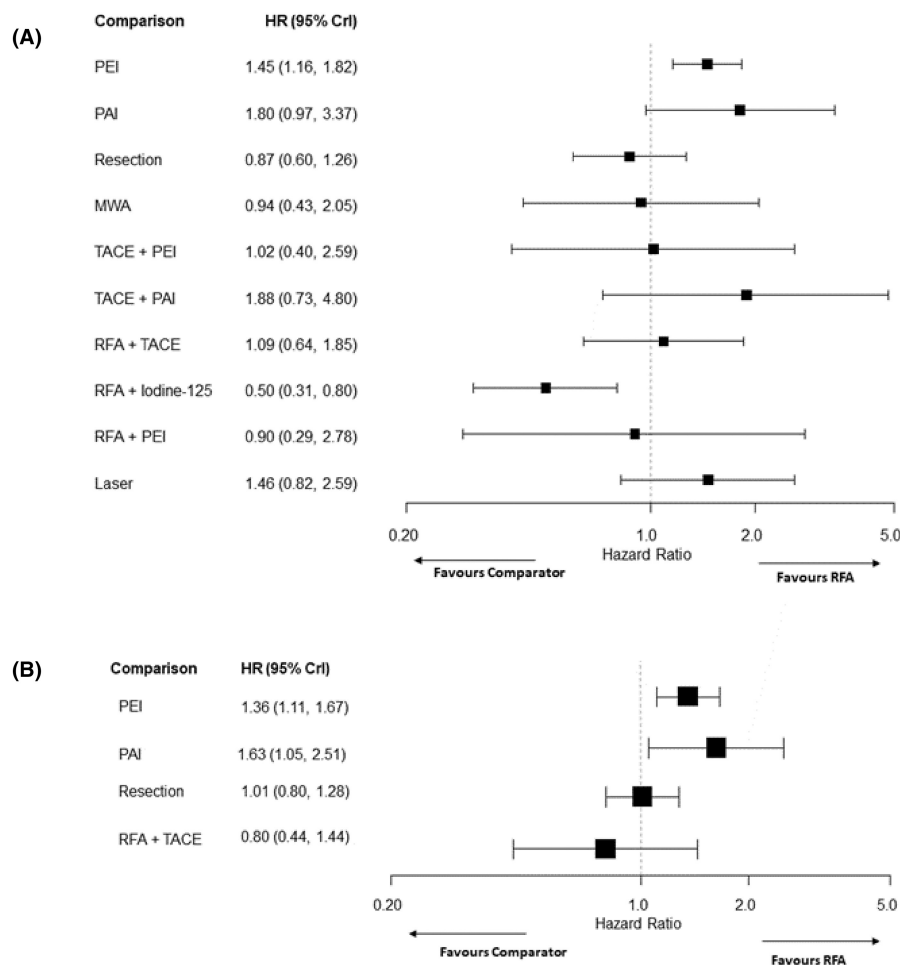 (A)
Comparison HR (95% CrI)
PEI 1.45 (1.16, 1.82)
PAI 1.80 (0.97, 3.37)
Resection 0.87 (0.60, 1.26)
MWA 0.94 (0.43, 2.05)
TACE + PEI 1.02 (0.40, 2.59)
TACE + PAI 1.88 (0.73, 4.80)
RFA + TACE 1.09 (0.64, 1.85)
RFA + Iodine-125 0.50 (0.31, 0.80)
RFA + PEI 0.90 (0.29, 2.78)
Laser 1.46 (0.82, 2.59)
0.20 1.0 2.0 5.0
Hazard Ratio
Favours Comparator Favours RFA
(B)
Comparison HR (95% CrI)
PEI 1.36 (1.11, 1.67)
PAI 1.63 (1.05, 2.51)
Resection 1.01 (0.80, 1.28)
RFA + TACE 0.80 (0.44, 1.44)
0.20 1.0 2.0 5.0
Hazard Ratio
Favours Comparator Favours RFA